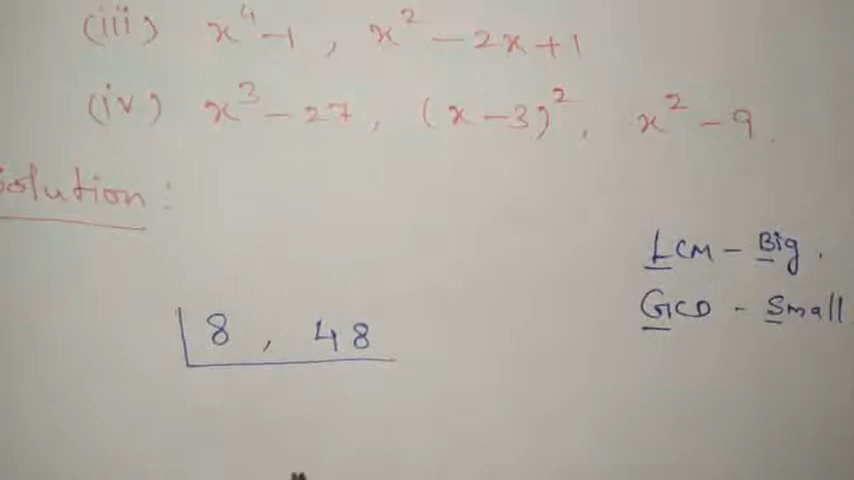 (iii) x⁴-1, x² - 2x + 1
(iv) x³ - 27, (x - 3)², x² - 9.
Solution:
LCM - Big.
GCD - Small
8, 48